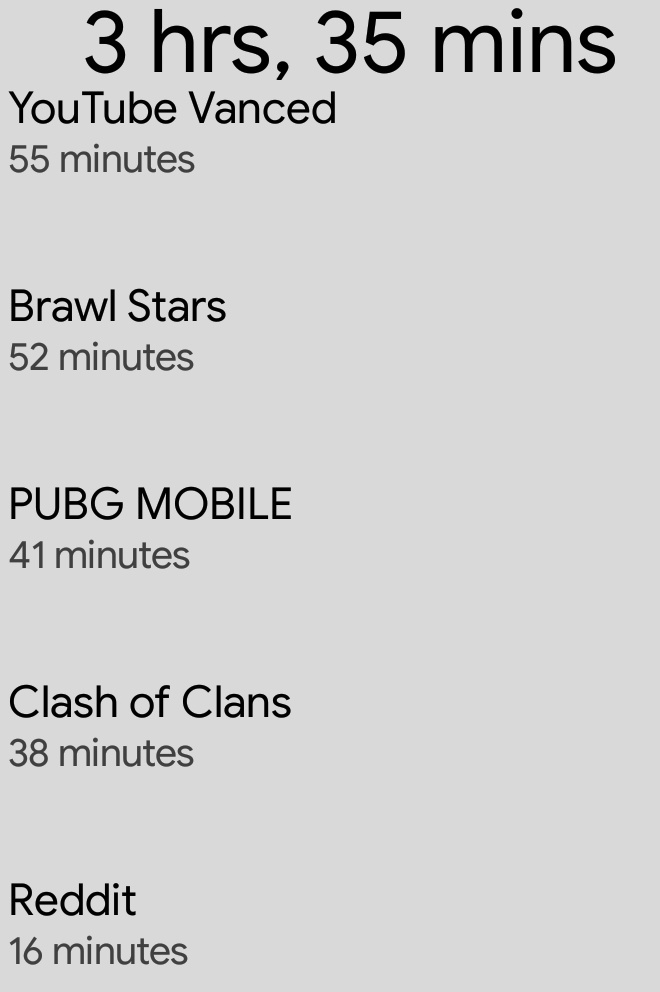 3 hrs, 35 mins
YouTube Vanced
55 minutes
Brawl Stars
52 minutes
PUBG MOBILE
41 minutes
Clash of Clans
38 minutes
Reddit
16 minutes